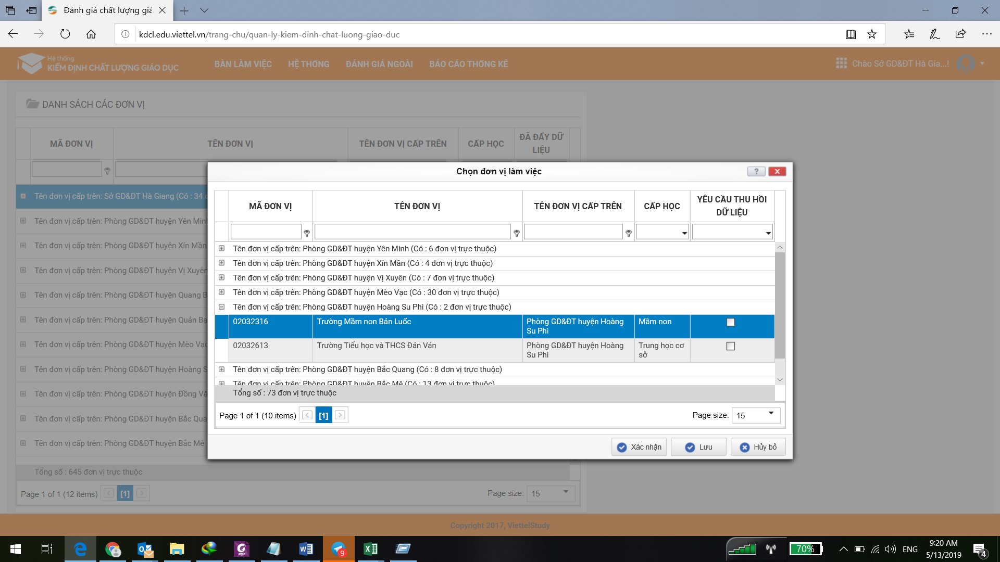 Đánh giá chất lượng giá
kdcl.edu.viettel.vn/trang-chu/quan-ly-kiem-dinh-chat-luong-giao-duc
Hệ thống
KIỂM ĐỊNH CHẤT LƯỢNG GIÁO DỤC
BÀN LÀM VIỆC HỆ THỐNG ĐÁNH GIÁ NGOÀI BÁO CÁO THỐNG KÊ
Chào Sở GD&ĐT Hà Gia...!
DANH SÁCH CÁC ĐƠN VỊ
MÃ ĐƠN VỊ TÊN ĐƠN VỊ TÊN ĐƠN VỊ CẤP TRÊN CẤP HỌC ĐÃ ĐẨY DỮ
LIỆU
Tên đơn vị cấp trên: Sở GD&ĐT Hà Giang (Có : 34
Tên đơn vị cấp trên: Phòng GD&ĐT huyện Yên Minh
Tên đơn vị cấp trên: Phòng GD&ĐT huyện Xín Mần
Tên đơn vị cấp trên: Phòng GD&ĐT huyện Vị Xuyên
Tên đơn vị cấp trên: Phòng GD&ĐT huyện Quang B
Tên đơn vị cấp trên: Phòng GD&ĐT huyện Quản Bạ
Tên đơn vị cấp trên: Phòng GD&ĐT huyện Mèo Vạc
Tên đơn vị cấp trên: Phòng GD&ĐT huyện Hoàng S
Tên đơn vị cấp trên: Phòng GD&ĐT huyện Đồng Vă
Tên đơn vị cấp trên: Phòng GD&ĐT huyện Bắc Qua
Tên đơn vị cấp trên: Phòng GD&ĐT huyện Bắc Mê
Tổng số : 645 đơn vị trực thuộc
Page 1 of 1 (12 items) [1] Page size: 15
Chọn đơn vị làm việc
?
MÃ ĐƠN VỊ TÊN ĐƠN VỊ TÊN ĐƠN VỊ CẤP TRÊN CẤP HỌC YÊU CẦU THU HỒI
DỮ LIỆU
Tên đơn vị cấp trên: Phòng GD&ĐT huyện Yên Minh (Có : 6 đơn vị trực thuộc)
Tên đơn vị cấp trên: Phòng GD&ĐT huyện Xín Mần (Có : 4 đơn vị trực thuộc)
Tên đơn vị cấp trên: Phòng GD&ĐT huyện Vị Xuyên (Có : 7 đơn vị trực thuộc)
Tên đơn vị cấp trên: Phòng GD&ĐT huyện Mèo Vạc (Có : 30 đơn vị trực thuộc)
Tên đơn vị cấp trên: Phòng GD&ĐT huyện Hoàng Su Phì (Có : 2 đơn vị trực thuộc)
02032316 Trường Mầm non Bản Luốc Phòng GD&ĐT huyện Hoàng Mầm non
Su Phì
02032613 Trường Tiểu học và THCS Đản Ván Phòng GD&ĐT huyện Hoàng Trung học cơ
Su Phì sở
Tên đơn vị cấp trên: Phòng GD&ĐT huyện Bắc Quang (Có : 8 đơn vị trực thuộc)
Tên đơn vị cấp trên: Phòng GD&ĐT huyện Bắc Mê (Có : 13 đơn vị trực thuộc)
Tổng số : 73 đơn vị trực thuộc
Page 1 of 1 (10 items) [1] Page size: 15
Xác nhận Lưu Hủy bỏ
Copyright 2017, ViettelStudy
9
70%
ENG
9:20 AM
5/13/2019
4